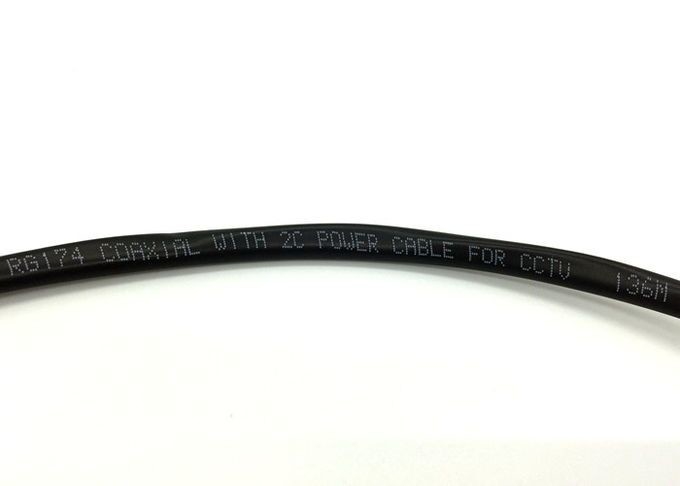 RG174 COAXIAL WITH 2C POWER CABLE FOR CCTV 136M